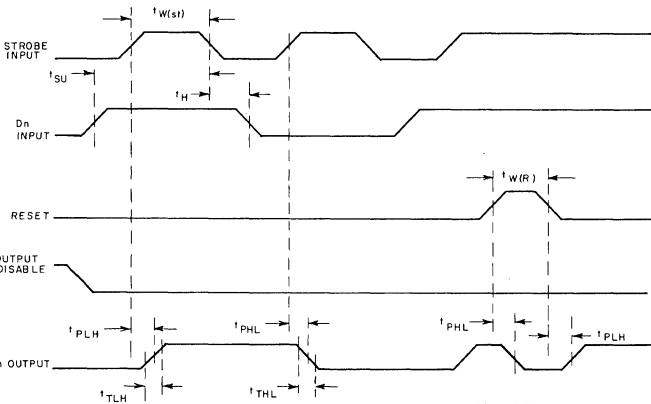 tW(st)
STROBE
INPUT
tSU
tH
Dn
INPUT
tW(R)
RESET
OUTPUT
DISABLE
tPLH
tPHL
tPHL
tPLH
n OUTPUT
tTLH
tTHL